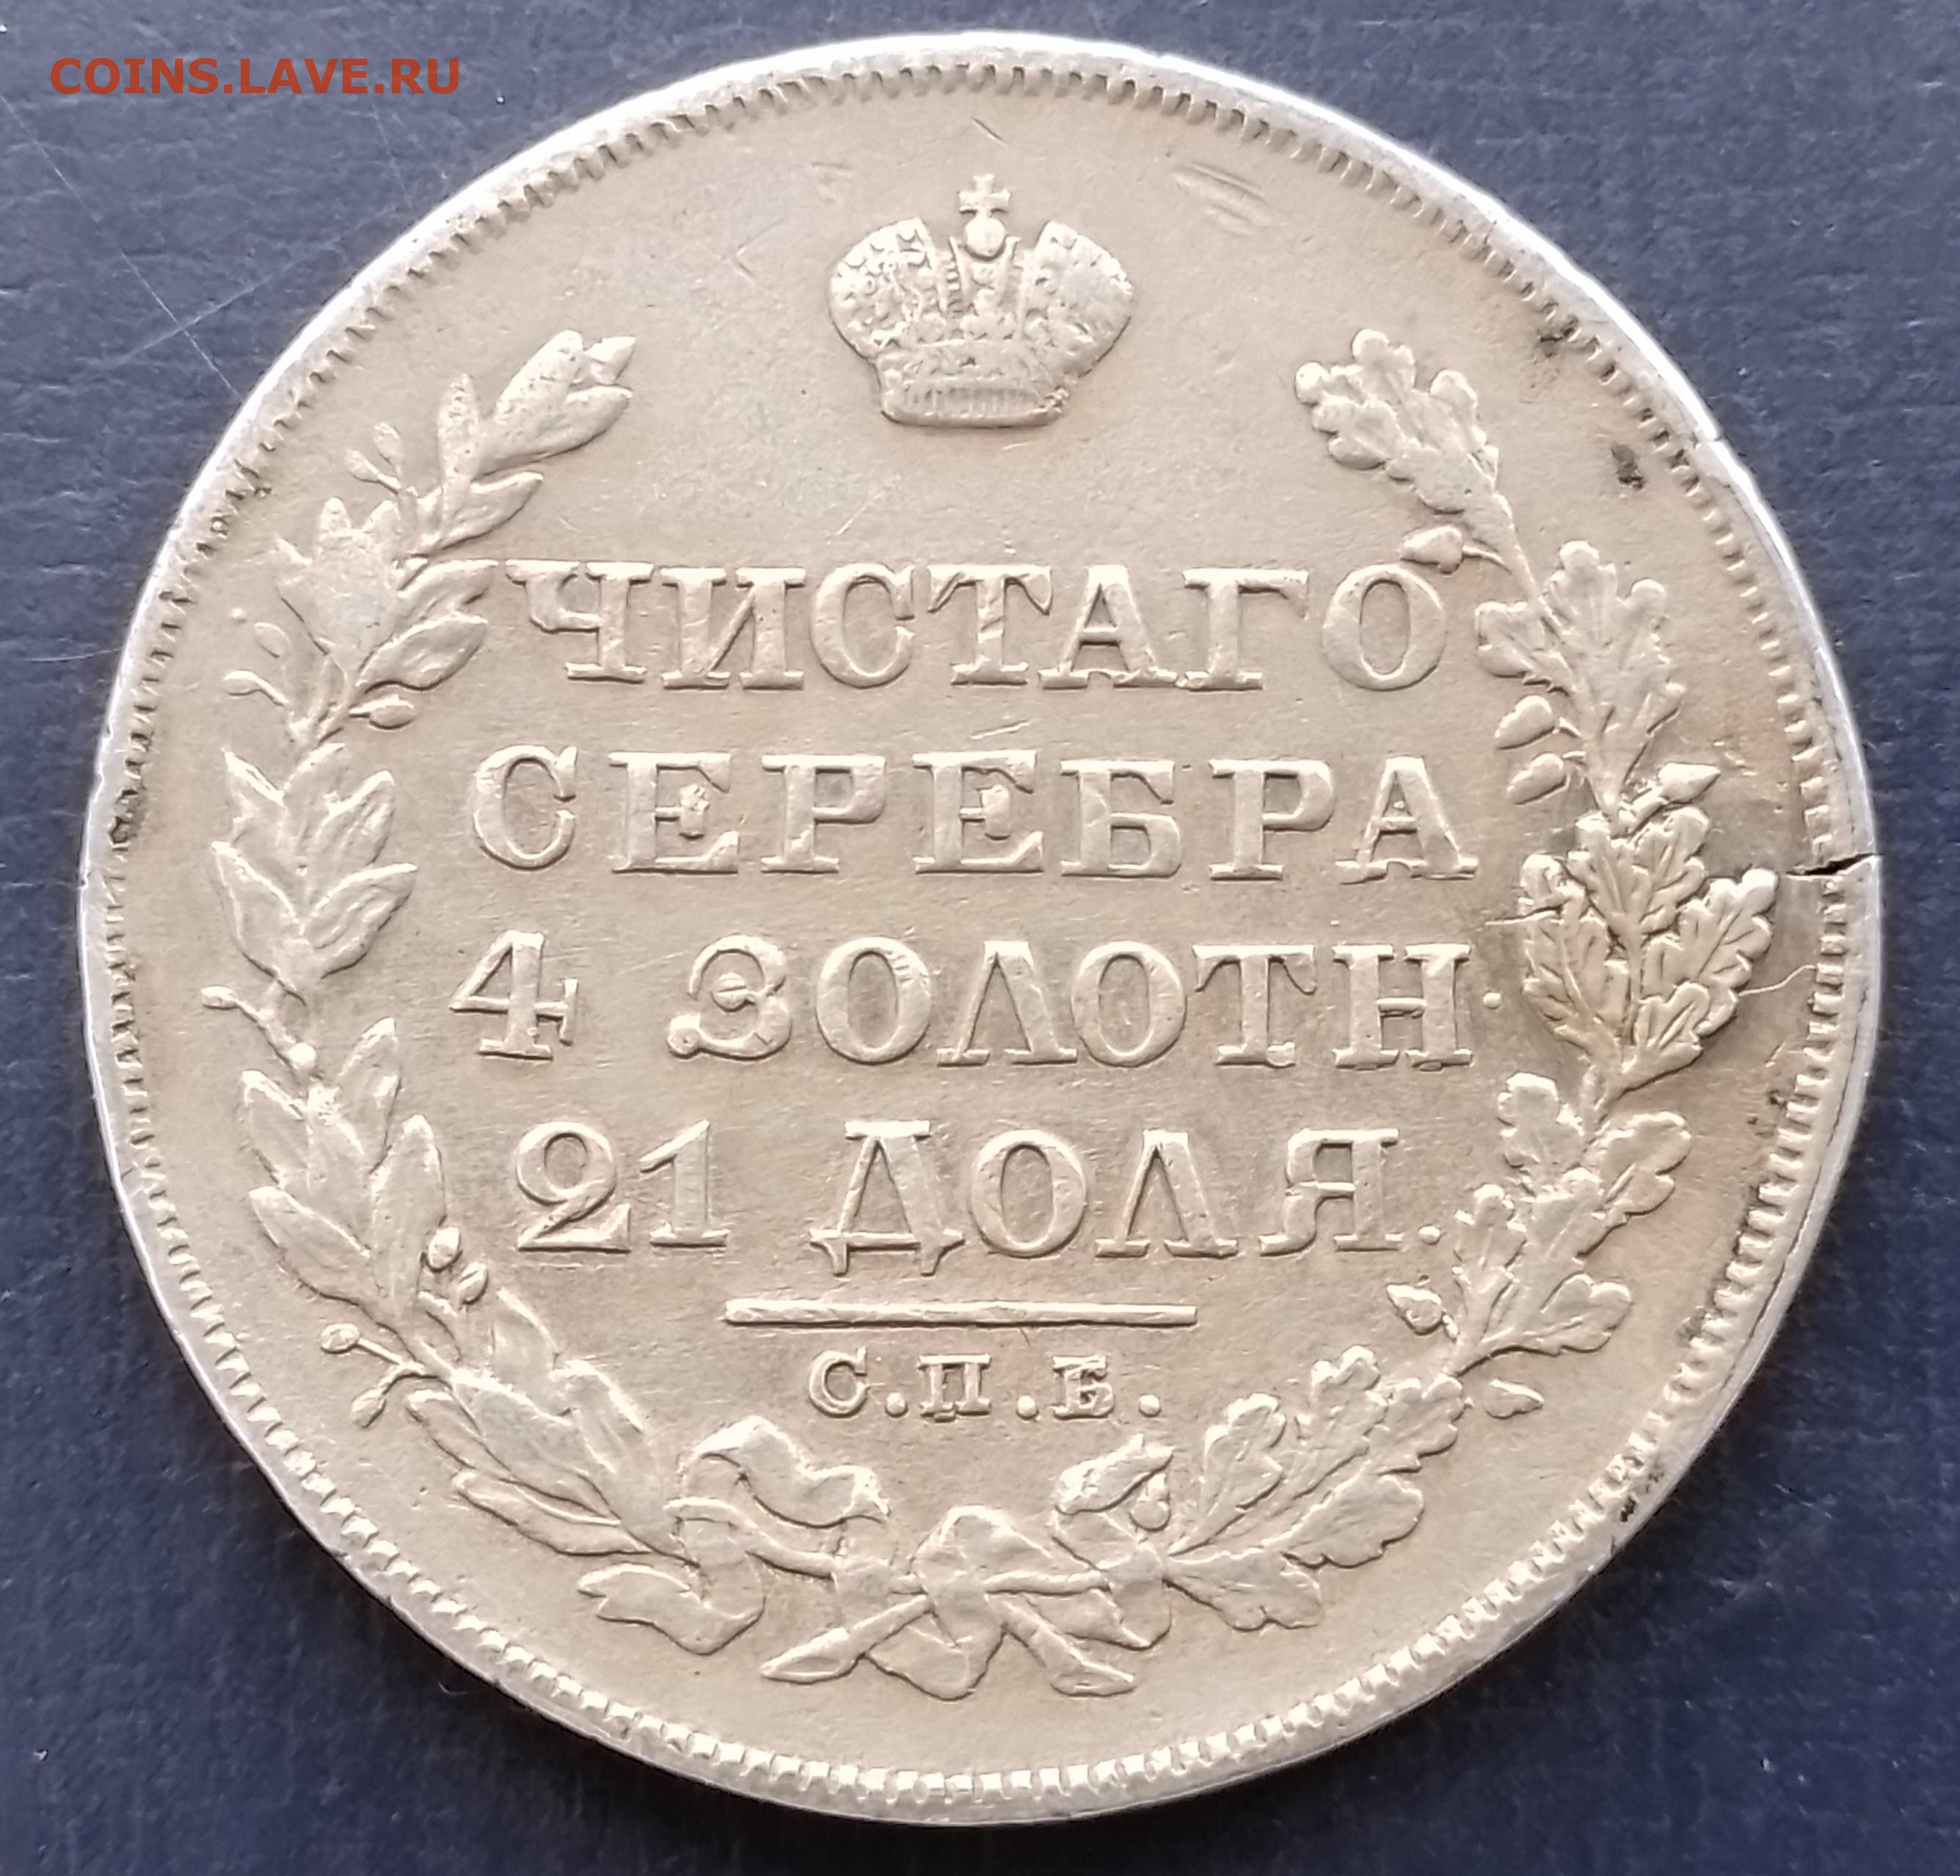 COINS.LAVE.RU
ЧИСТАГО
СЕРЕБРА
4 ЗОЛОТН.
21 ДОЛЯ.
С.П.Б.